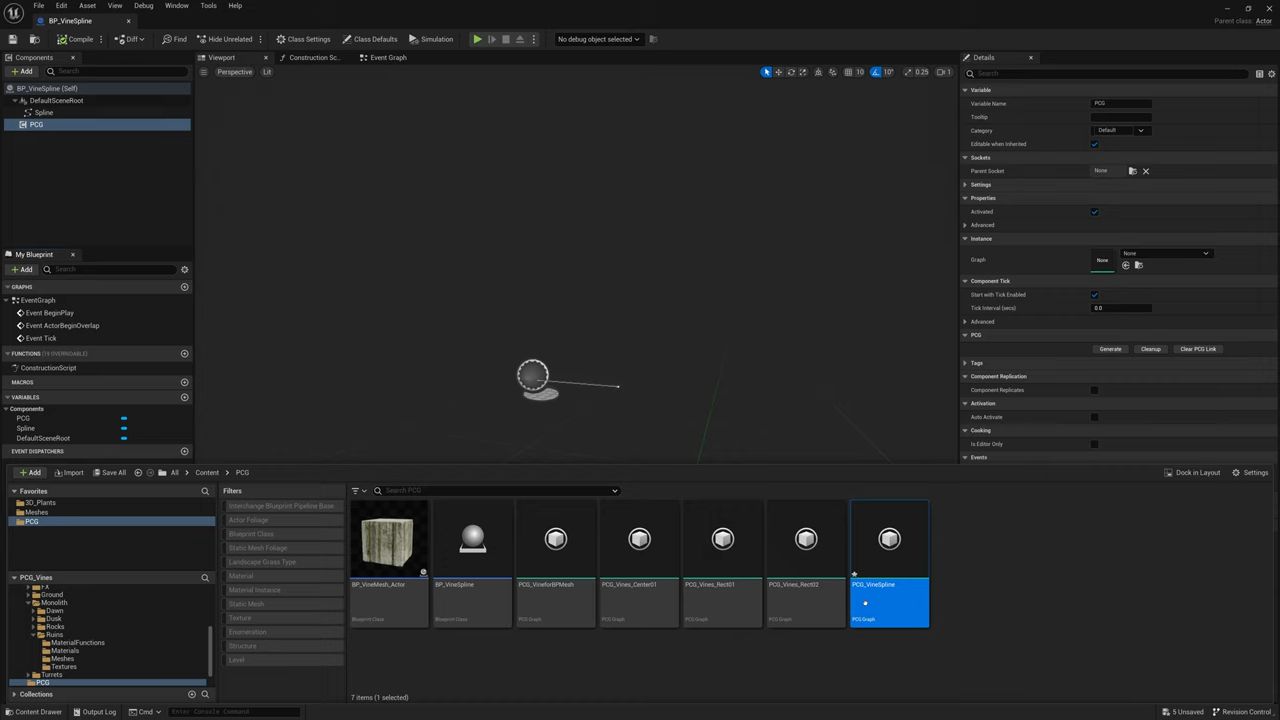 File Edit Asset View Debug Window Tools Help
BP_VineSpline
Parent class: Actor
Compile Diff Find Hide Unrelated Class Settings Class Defaults Simulation No debug object selected
Components
Viewport Construction Sc... Event Graph
Details
Add Search
Perspective Lit
10 10° 0.25 1
Search
BP_VineSpline (Self)
DefaultSceneRoot
Spline
PCG
Variable
Variable Name PCG
Tooltip
Category Default
Editable when Inherited
Sockets
Parent Socket None
Settings
Properties
Activated
Advanced
Instance
Graph None None
Component Tick
Start with Tick Enabled
Tick Interval (secs) 0.0
Advanced
PCG
Generate Cleanup Clear PCG Link
Tags
Component Replication
Component Replicates
Activation
Auto Activate
Cooking
Is Editor Only
Events
My Blueprint
Add Search
GRAPHS
EventGraph
Event BeginPlay
Event ActorBeginOverlap
Event Tick
FUNCTIONS (19 OVERRIDABLE)
ConstructionScript
MACROS
VARIABLES
Components
PCG
Spline
DefaultSceneRoot
EVENT DISPATCHERS
Add Import Save All All Content PCG
Dock in Layout Settings
Favorites
3D_Plants
Meshes
PCG
PCG_Vines
FX
Ground
Monolith
Dawn
Dusk
Rocks
Ruins
MaterialFunctions
Materials
Meshes
Textures
Turrets
PCG
Collections
Filters
Interchange Blueprint Pipeline Base
Actor Foliage
Blueprint Class
Static Mesh Foliage
Landscape Grass Type
Material
Material Instance
Static Mesh
Texture
Enumeration
Structure
Level
Search PCG
BP_VineMesh_Actor
Blueprint Class
BP_VineSpline
Blueprint Class
PCG_VineforBPMesh
PCG Graph
PCG_Vines_Center01
PCG Graph
PCG_Vines_Rect01
PCG Graph
PCG_Vines_Rect02
PCG Graph
PCG_VineSpline
PCG Graph
7 items (1 selected)
Content Drawer Output Log Cmd Enter Console Command
5 Unsaved Revision Control